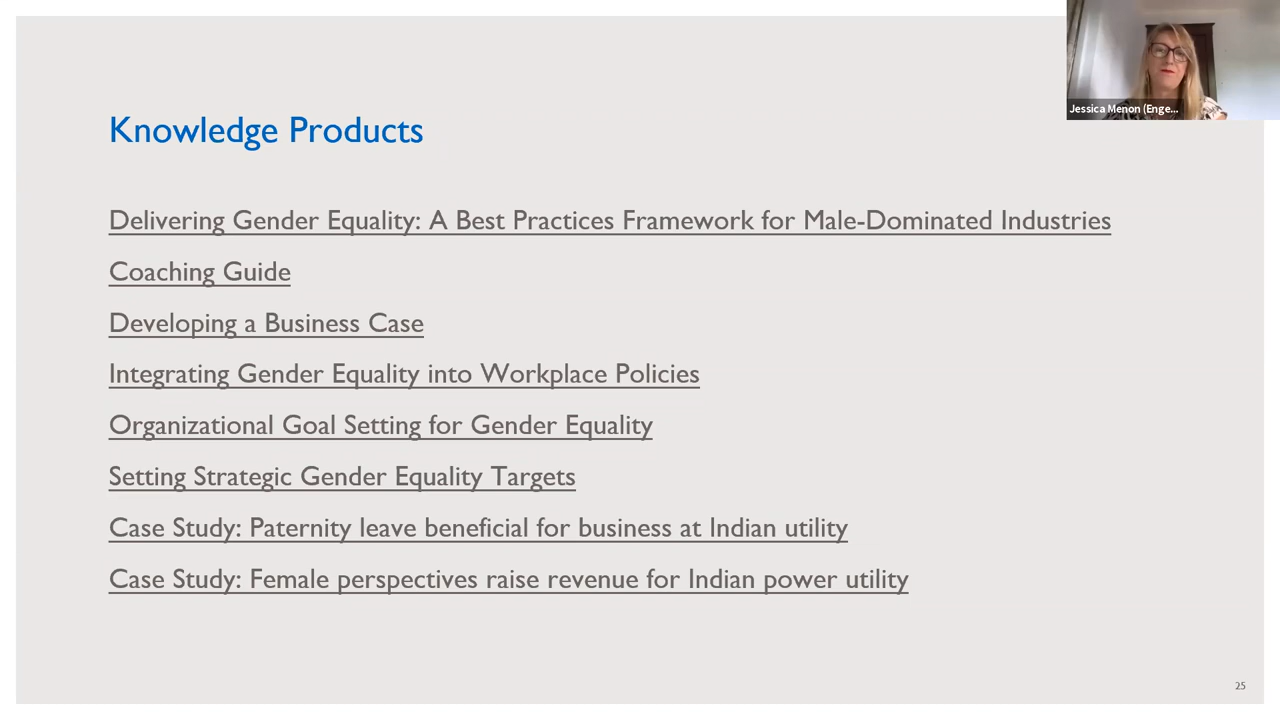 Jessica Menon (Enge...
Knowledge Products
Delivering Gender Equality: A Best Practices Framework for Male-Dominated Industries
Coaching Guide
Developing a Business Case
Integrating Gender Equality into Workplace Policies
Organizational Goal Setting for Gender Equality
Setting Strategic Gender Equality Targets
Case Study: Paternity leave beneficial for business at Indian utility
Case Study: Female perspectives raise revenue for Indian power utility
25